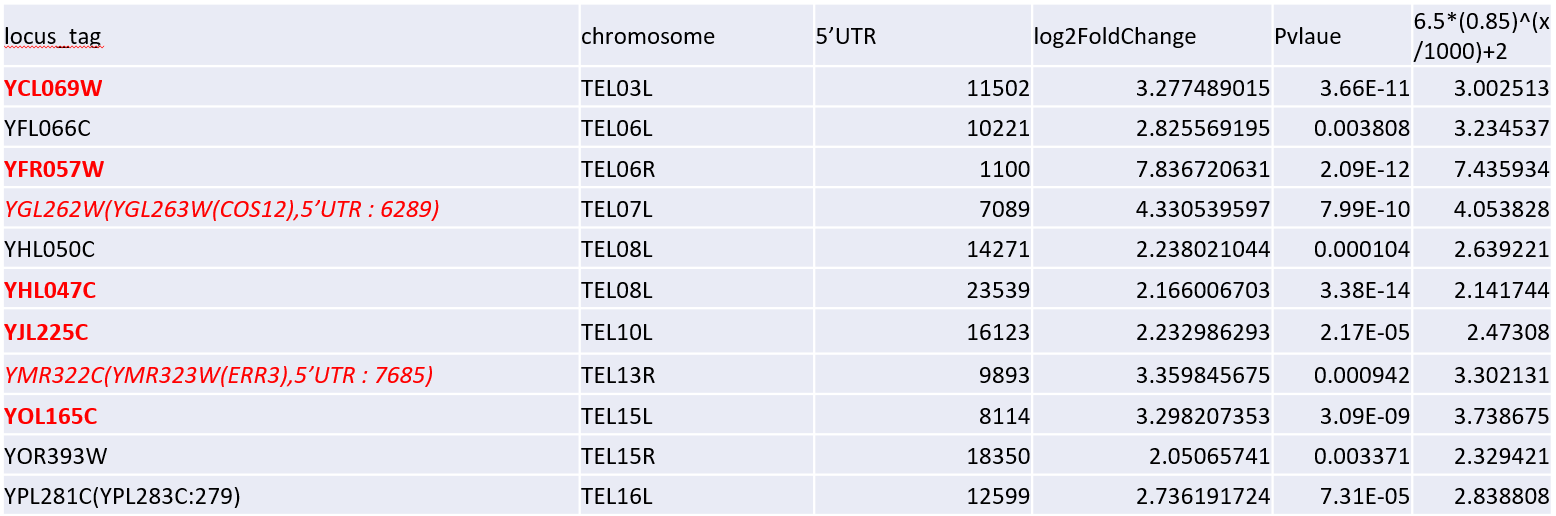 locus_tag chromosome 5’UTR log2FoldChange Pvlaue 6.5*(0.85)^(x
/1000)+2
YCL069W TEL03L 11502 3.277489015 3.66E-11 3.002513
YFL066C TEL06L 10221 2.825569195 0.003808 3.234537
YFR057W TEL06R 1100 7.836720631 2.09E-12 7.435934
YGL262W(YGL263W(COS12),5’UTR : 6289) TEL07L 7089 4.330539597 7.99E-10 4.053828
YHL050C TEL08L 14271 2.238021044 0.000104 2.639221
YHL047C TEL08L 23539 2.166006703 3.38E-14 2.141744
YJL225C TEL10L 16123 2.232986293 2.17E-05 2.47308
YMR322C(YMR323W(ERR3),5’UTR : 7685) TEL13R 9893 3.359845675 0.000942 3.302131
YOL165C TEL15L 8114 3.298207353 3.09E-09 3.738675
YOR393W TEL15R 18350 2.05065741 0.003371 2.329421
YPL281C(YPL283C:279) TEL16L 12599 2.736191724 7.31E-05 2.838808